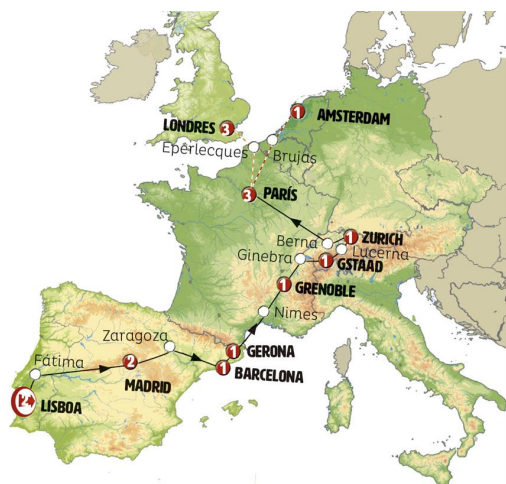 1 AMSTERDAM
LONDRES 3
Epêrlecques
Brujas
PARÍS
3
1 ZURICH
Berna
Lucerna
Ginebra
1
GSTAAD
1
GRENOBLE
Nimes
Zaragoza
1 GERONA
Fátima
2
1
BARCELONA
MADRID
2 LISBOA